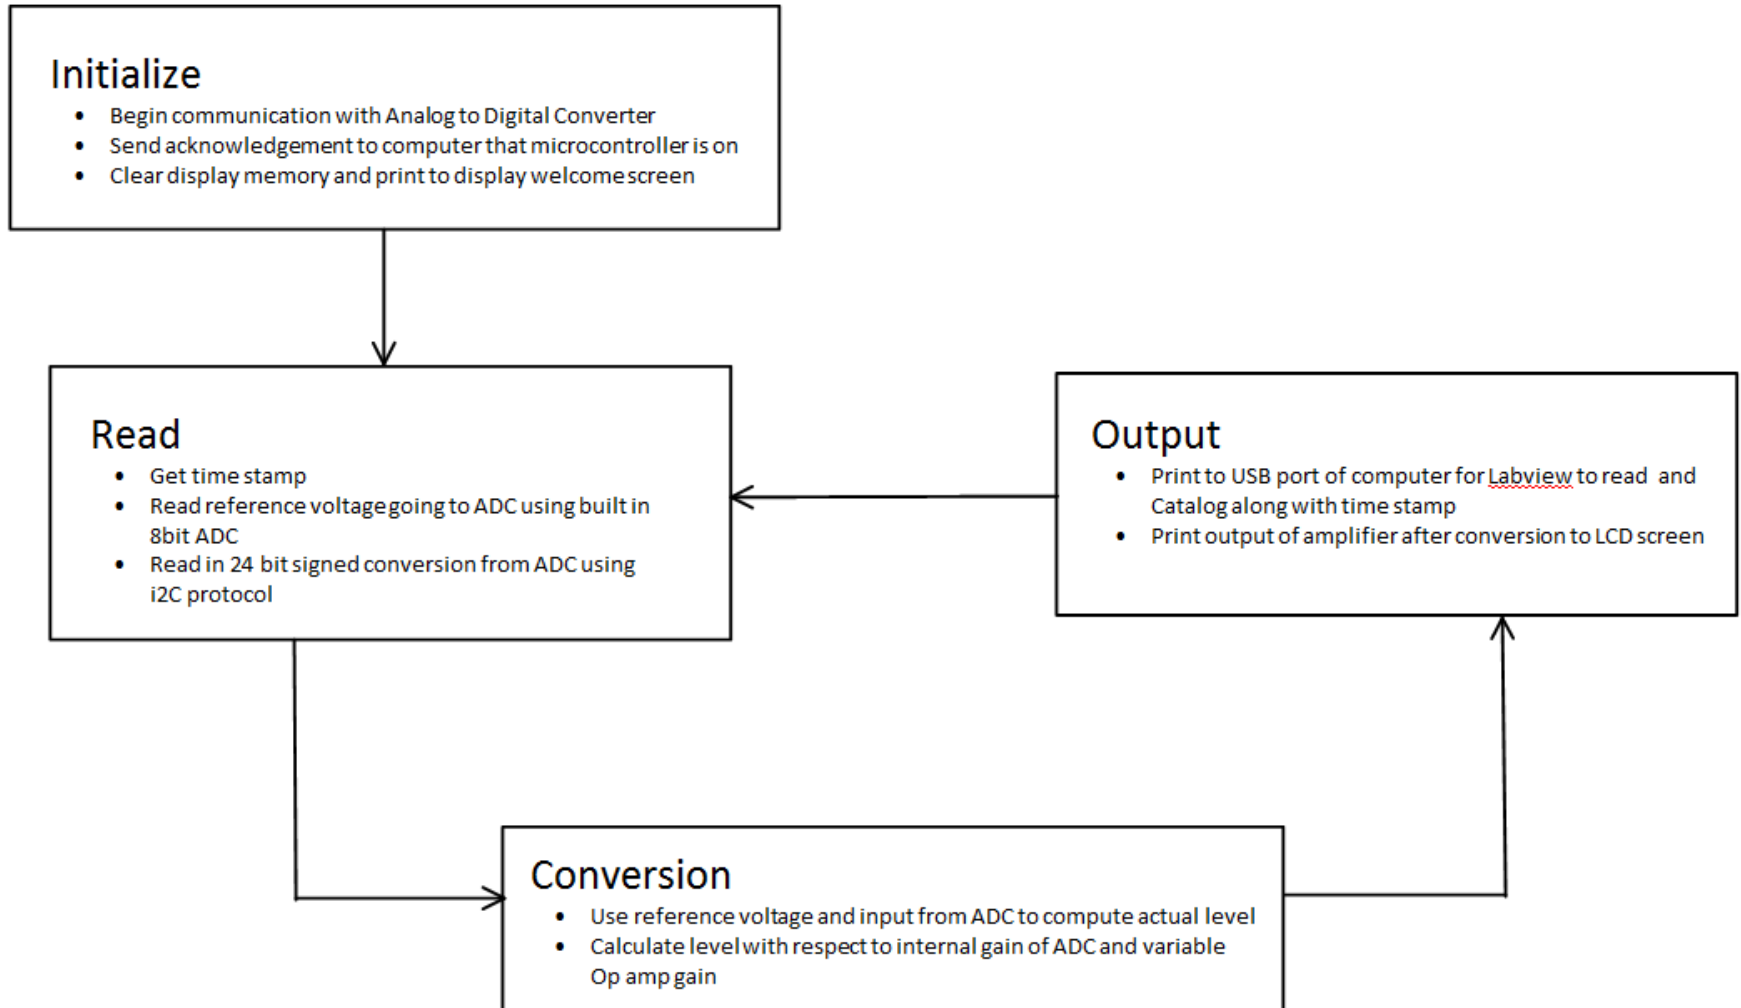 Initialize
• Begin communication with Analog to Digital Converter
• Send acknowledgement to computer that microcontroller is on
• Clear display memory and print to display welcome screen
Read
• Get time stamp
• Read reference voltage going to ADC using built in
8bit ADC
• Read in 24 bit signed conversion from ADC using
i2C protocol
Output
• Print to USB port of computer for Labview to read and
Catalog along with time stamp
• Print output of amplifier after conversion to LCD screen
Conversion
• Use reference voltage and input from ADC to compute actual level
• Calculate level with respect to internal gain of ADC and variable
Op amp gain